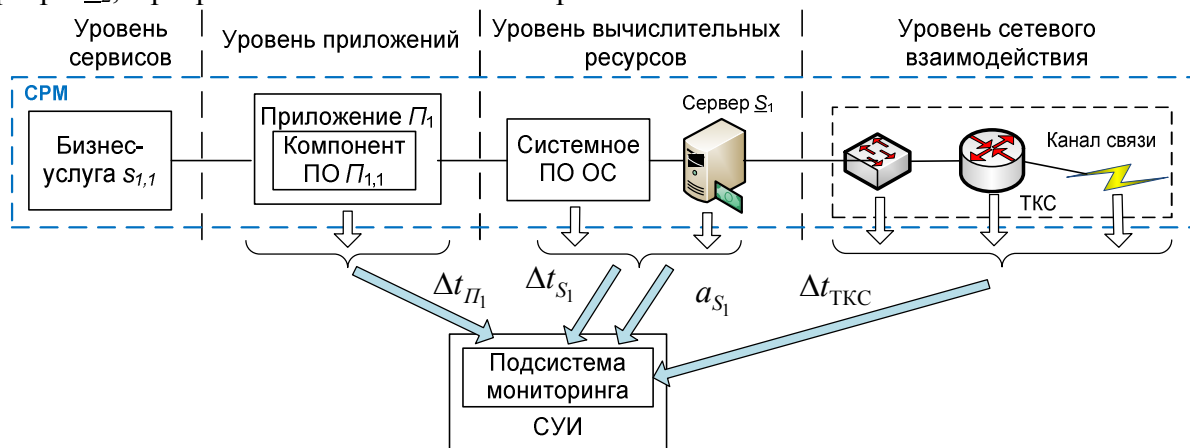 Уровень
сервисов
Уровень приложений
Уровень вычислительных
ресурсов
Уровень сетевого
взаимодействия
СРМ
Бизнес-
услуга s1,1
Приложение П1
Компонент
ПО П1,1
Системное
ПО ОС
Сервер S1
Канал связи
ТКС
ΔtП1
ΔtS1
aS1
ΔtТКС
Подсистема
мониторинга
СУИ